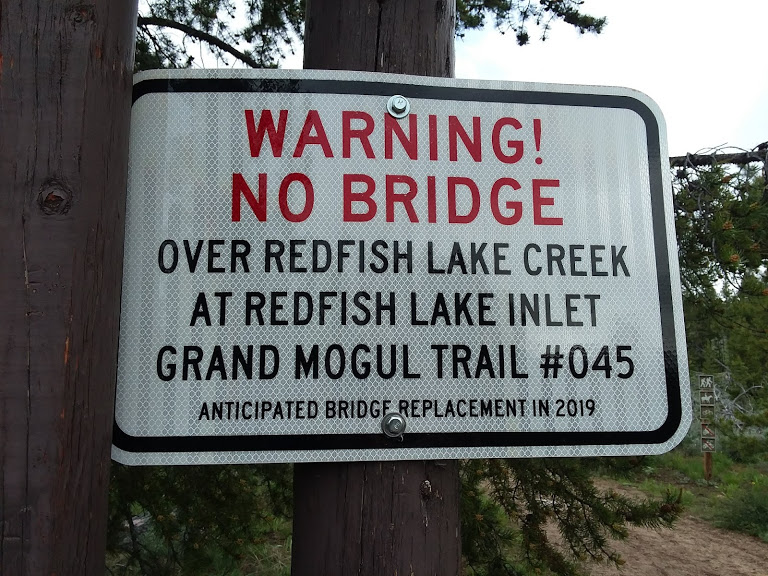 WARNING!
NO BRIDGE
OVER REDFISH LAKE CREEK
AT REDFISH LAKE INLET
GRAND MOGUL TRAIL #045
ANTICIPATED BRIDGE REPLACEMENT IN 2019